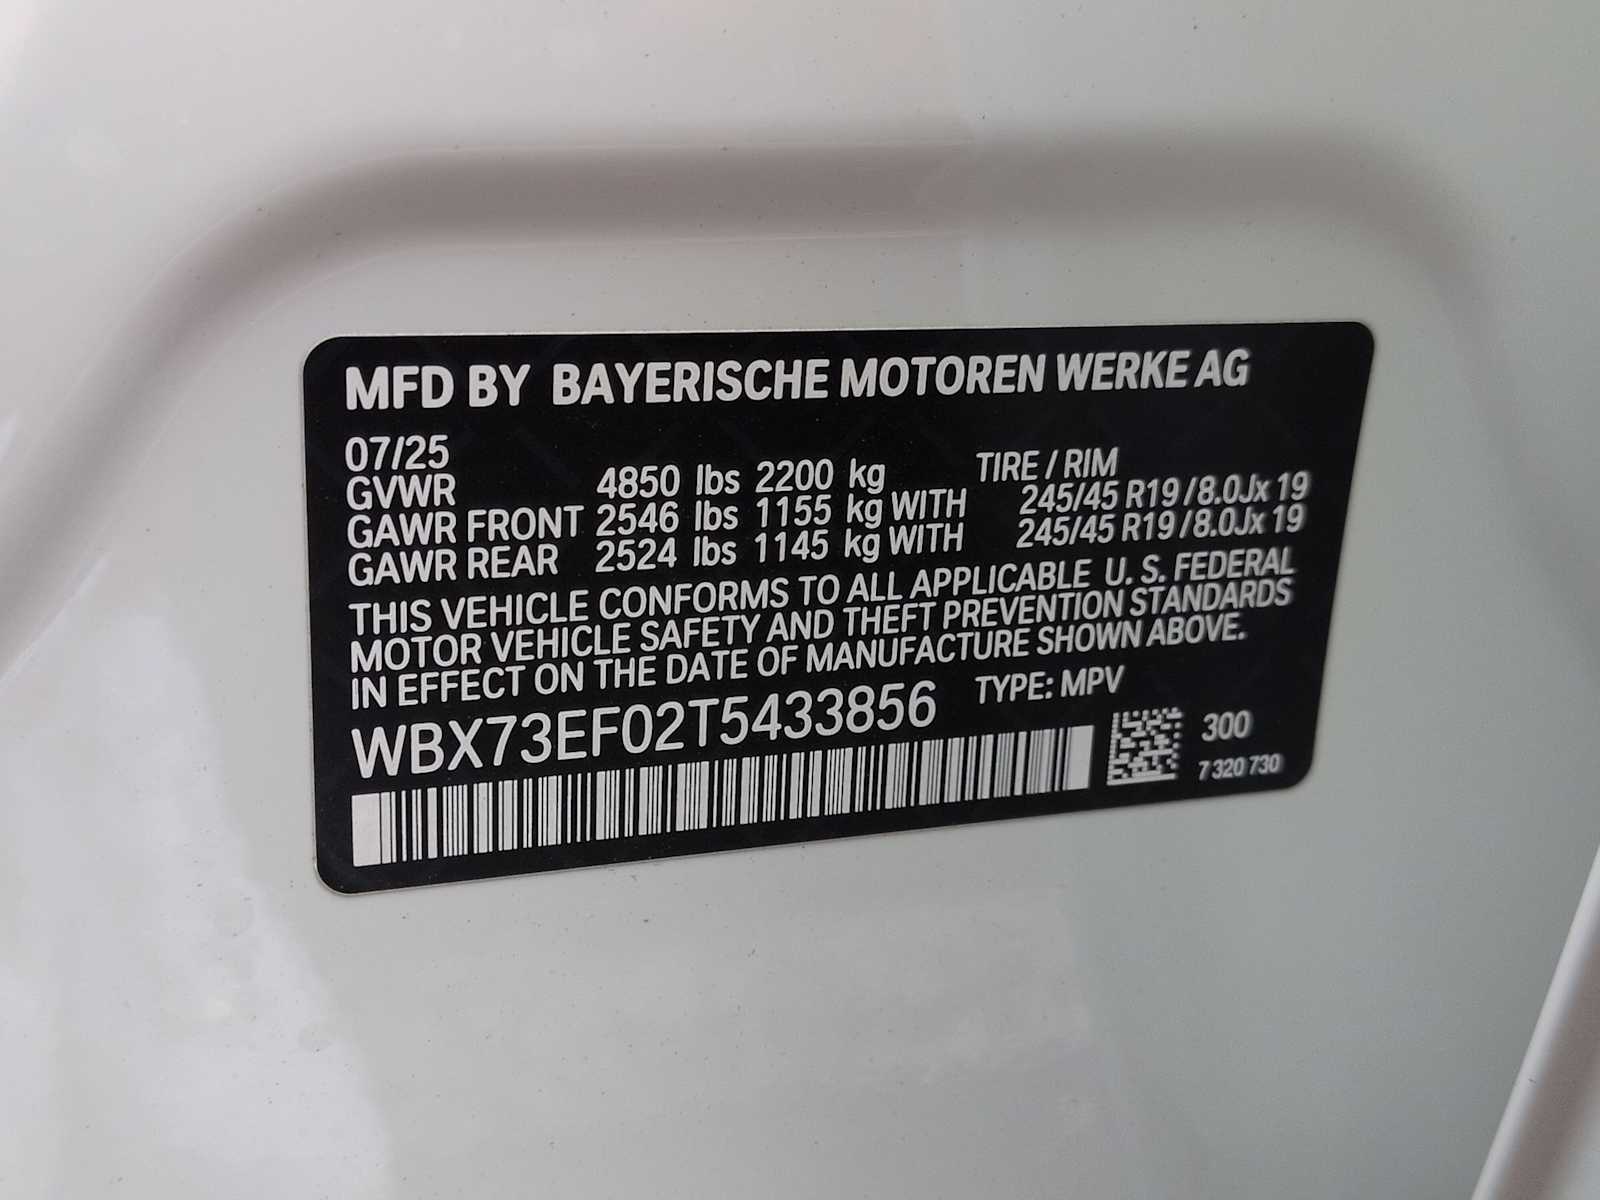 MFD BY BAYERISCHE MOTOREN WERKE AG
07/25
GVWR 4850 lbs 2200 kg TIRE / RIM
GAWR FRONT 2546 lbs 1155 kg WITH 245/45 R19 / 8.0Jx 19
GAWR REAR 2524 lbs 1145 kg WITH 245/45 R19 / 8.0Jx 19
THIS VEHICLE CONFORMS TO ALL APPLICABLE U. S. FEDERAL
MOTOR VEHICLE SAFETY AND THEFT PREVENTION STANDARDS
IN EFFECT ON THE DATE OF MANUFACTURE SHOWN ABOVE.
WBX73EF02T5433856 TYPE: MPV
300
7 320 730